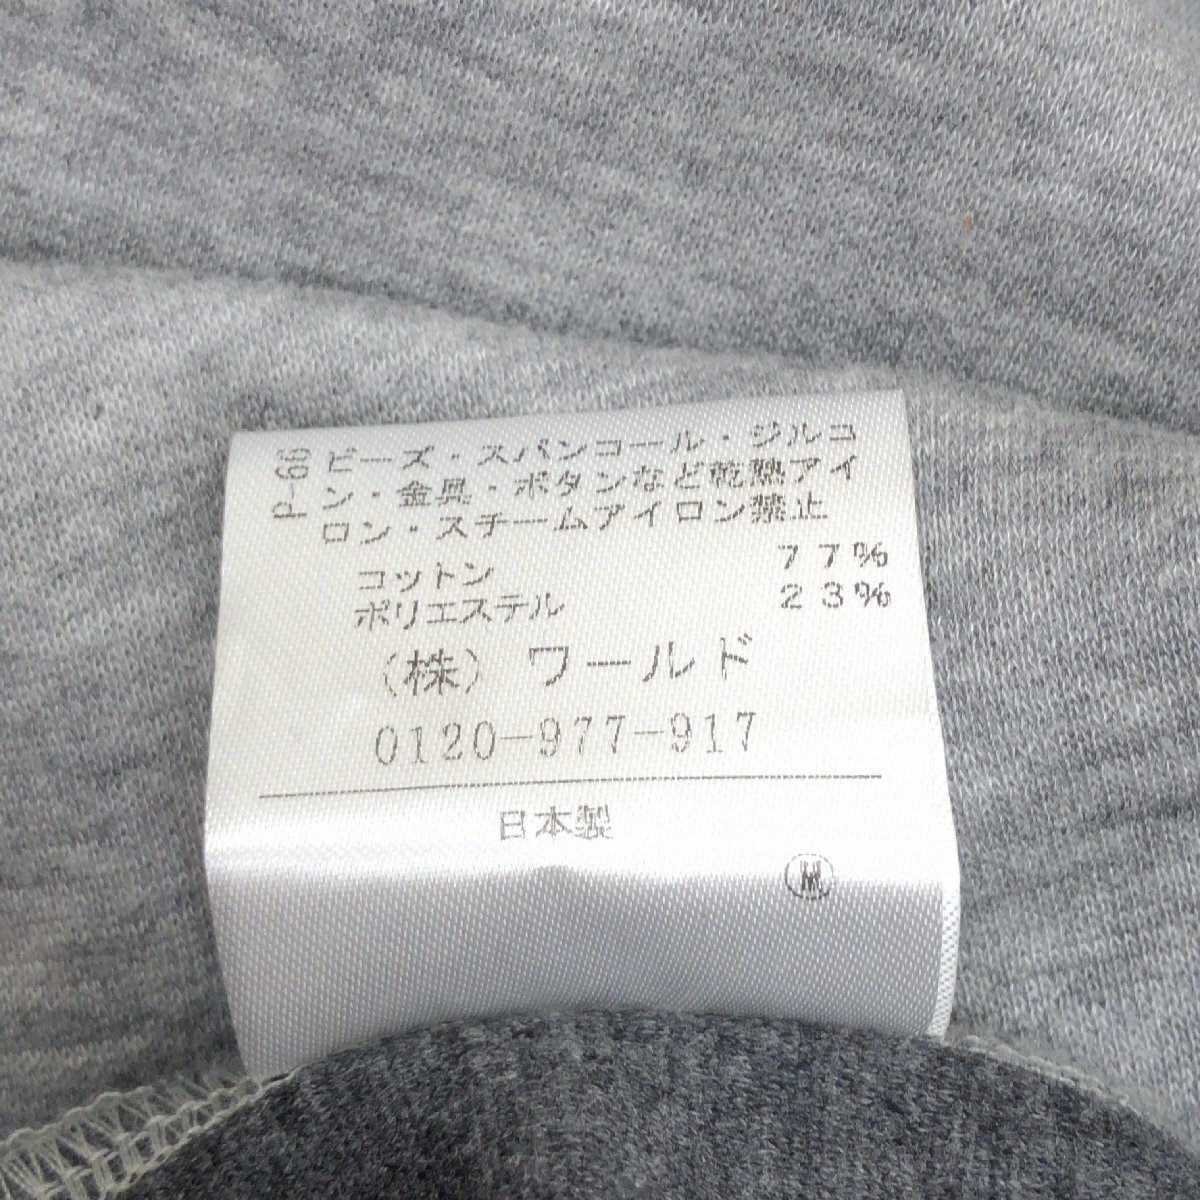 P-66
ビーズ・スパンコール・ジルコ
ン・金具・ボタンなど乾熱アイ
ロン・スチームアイロン禁止
コットン 77%
ポリエステル 23%
(株) ワールド
0120-977-917
日本製